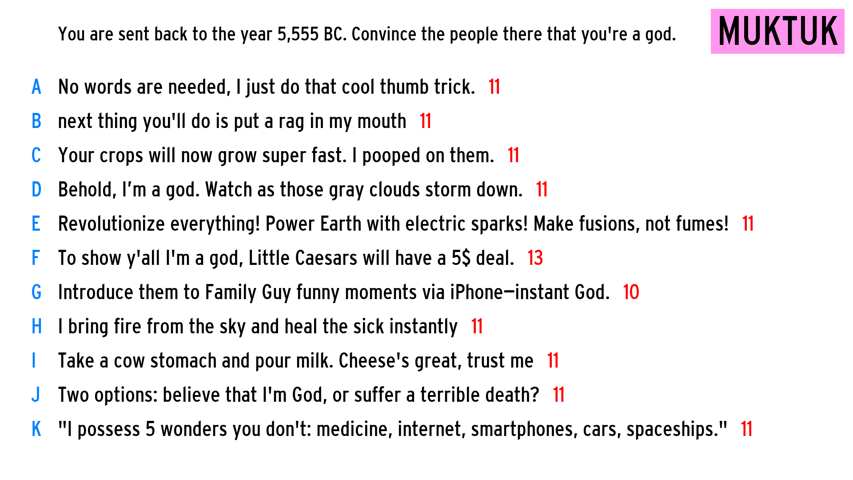 You are sent back to the year 5,555 BC. Convince the people there that you're a god.
MUKTUK
A No words are needed, I just do that cool thumb trick. 11
B next thing you'll do is put a rag in my mouth 11
C Your crops will now grow super fast. I pooped on them. 11
D Behold, I’m a god. Watch as those gray clouds storm down. 11
E Revolutionize everything! Power Earth with electric sparks! Make fusions, not fumes! 11
F To show y'all I'm a god, Little Caesars will have a 5$ deal. 13
G Introduce them to Family Guy funny moments via iPhone—instant God. 10
H I bring fire from the sky and heal the sick instantly 11
I Take a cow stomach and pour milk. Cheese's great, trust me 11
J Two options: believe that I'm God, or suffer a terrible death? 11
K "I possess 5 wonders you don't: medicine, internet, smartphones, cars, spaceships." 11